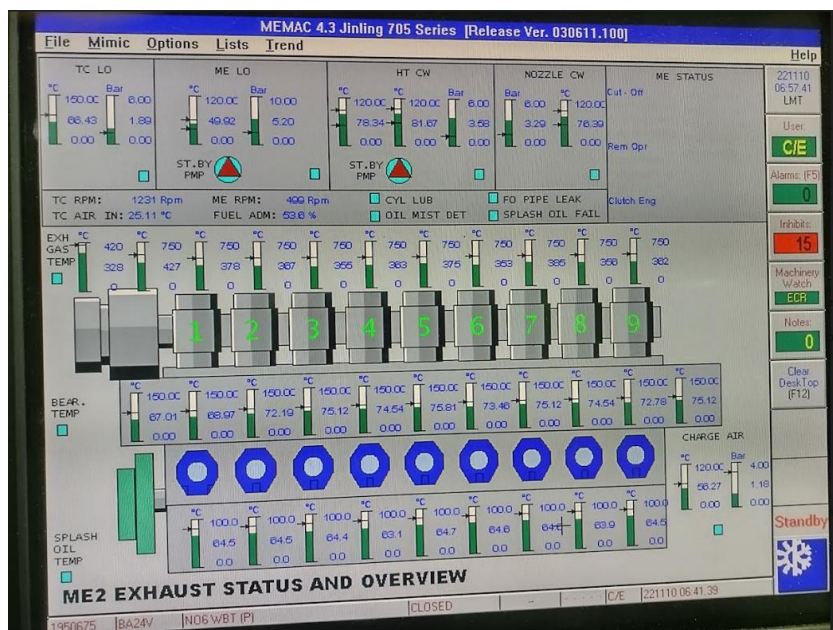 MEMAC 4.3 Jinling 705 Series [Release Ver. 030611.100]
File Mimic Options Lists Trend Help
TC LO ME LO HT CW NOZZLE CW ME STATUS
°C Bar °C Bar °C °C Bar Bar °C
150.0C 6.00 120.0C 10.00 120.0C 120.0C 6.00 6.00 120.0C
66.43 1.89 49.92 5.20 78.34 81.67 3.58 3.29 76.39
0.00 0.00 0.00 0.00 0.00 0.00 0.00 0.00 0.00
Cut - Off
Rem Opr
Clutch Eng
ST.BY PMP
ST.BY PMP
TC RPM: 1231 Rpm ME RPM: 499 Rpm CYL LUB FO PIPE LEAK
TC AIR IN: 25.11 °C FUEL ADM: 53.6 % OIL MIST DET SPLASH OIL FAIL
EXH GAS TEMP
°C °C °C °C °C °C °C °C °C °C °C
420 750 750 750 750 750 750 750 750 750 750
328 427 378 367 355 363 375 353 385 356 362
0 0 0 0 0 0 0 0 0 0 0
1 2 3 4 5 6 7 8 9
BEAR. TEMP
°C °C °C °C °C °C °C °C °C °C °C
150.0C 150.0C 150.0C 150.0C 150.0C 150.0C 150.0C 150.0C 150.0C 150.0C 150.0C
67.01 68.97 72.19 75.12 74.54 75.81 73.46 75.12 74.54 72.78 75.12
0.00 0.00 0.00 0.00 0.00 0.00 0.00 0.00 0.00 0.00 0.00
CHARGE AIR
°C Bar
120.0C 4.00
56.27 1.18
0.00 0.00
SPLASH OIL TEMP
°C °C °C °C °C °C °C °C °C
100.0 100.0 100.0 100.0 100.0 100.0 100.0 100.0 100.0
64.5 64.5 64.4 63.1 64.7 64.6 63.9 64.5
0.0 0.0 0.0 0.0 0.0 0.0 0.0 0.0 0.0
ME2 EXHAUST STATUS AND OVERVIEW
221110
06:57.41
LMT
User:
C/E
Alarms: (F5)
0
Inhibits:
15
Machinery
Watch
ECR
Notes:
0
Clear
DeskTop
(F12)
Standby
1950675 BA24V NO6 WBT (P) CLOSED -- - - - - - C/E 221110 06:41.39